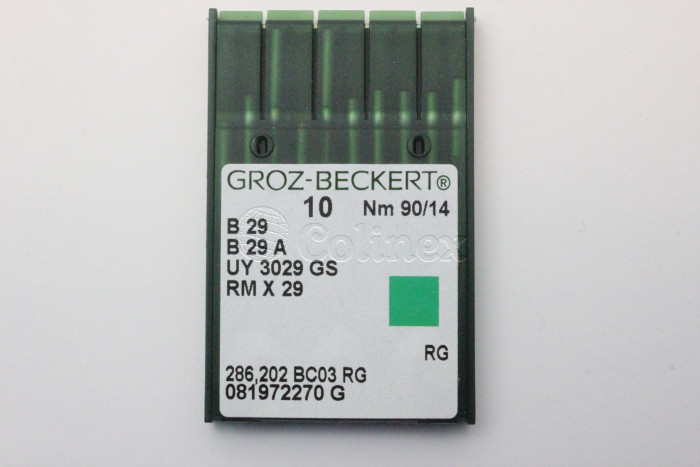 GROZ-BECKERT®
10 Nm 90/14
B 29
B 29 A
Colinex
UY 3029 GS
RM X 29
RG
286,202 BC03 RG
081972270 G